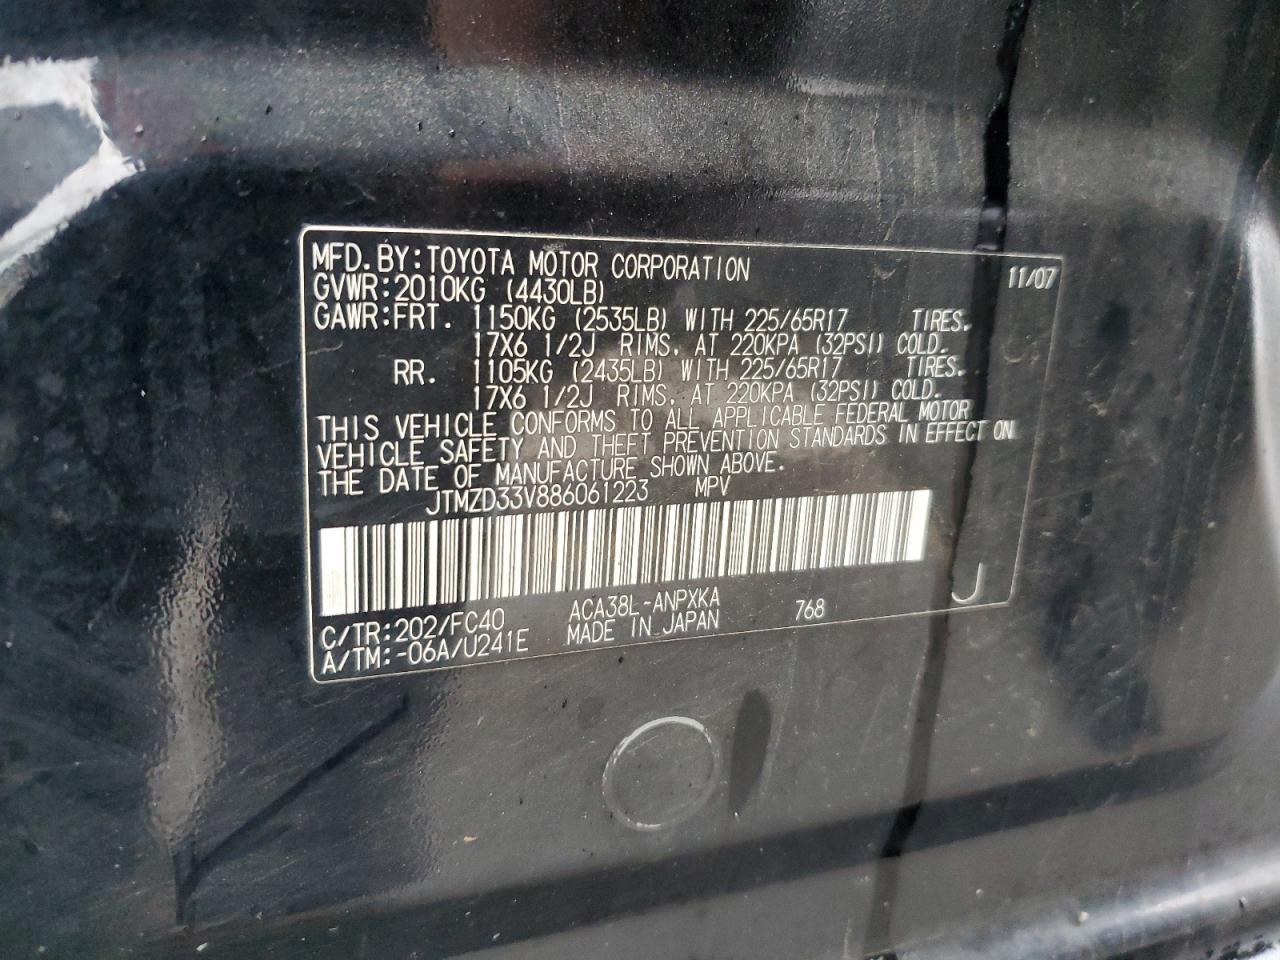 MFD.BY:TOYOTA MOTOR CORPORATION 11/07
GVWR:2010KG (4430LB)
GAWR:FRT. 1150KG (2535LB) WITH 225/65R17 TIRES.
17X6 1/2J RIMS, AT 220KPA (32PSI) COLD.
RR. 1105KG (2435LB) WITH 225/65R17 TIRES.
17X6 1/2J RIMS, AT 220KPA (32PSI) COLD.
THIS VEHICLE CONFORMS TO ALL APPLICABLE FEDERAL MOTOR
VEHICLE SAFETY AND THEFT PREVENTION STANDARDS IN EFFECT ON
THE DATE OF MANUFACTURE SHOWN ABOVE.
JTMZD33V886061223 MPV
C/TR:202/FC40 ACA38L-ANPXKA 768 J
A/TM:-06A/U241E MADE IN JAPAN